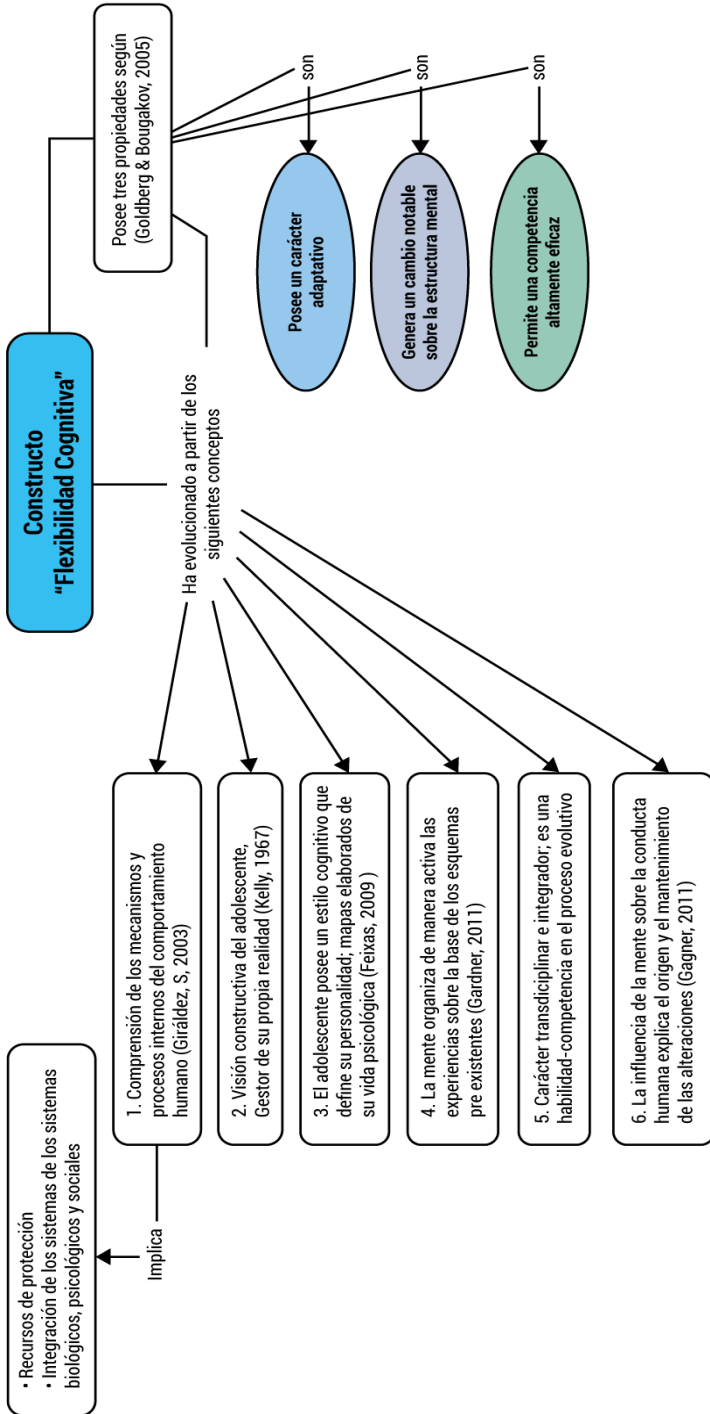 Constructo
“Flexibilidad Cognitiva”
Posee tres propiedades según
(Goldberg & Bougakov, 2005)
Ha evolucionado a partir de los
siguientes conceptos
• Recursos de protección
• Integración de los sistemas de los sistemas
biológicos, psicológicos y sociales
Implica
1. Comprensión de los mecanismos y
procesos internos del comportamiento
humano (Giráldez, S, 2003)
2. Visión constructiva del adolescente,
Gestor de su propia realidad (Kelly, 1967)
3. El adolescente posee un estilo cognitivo que
define su personalidad; mapas elaborados de
su vida psicológica (Feixas, 2009 )
4. La mente organiza de manera activa las
experiencias sobre la base de los esquemas
pre existentes (Gardner, 2011)
5. Carácter transdiciplinar e integrador; es una
habilidad-competencia en el proceso evolutivo
6. La influencia de la mente sobre la conducta
humana explica el origen y el mantenimiento
de las alteraciones (Gagner, 2011)
son
Posee un carácter
adaptativo
son
Genera un cambio notable
sobre la estructura mental
son
Permite una competencia
altamente eficaz